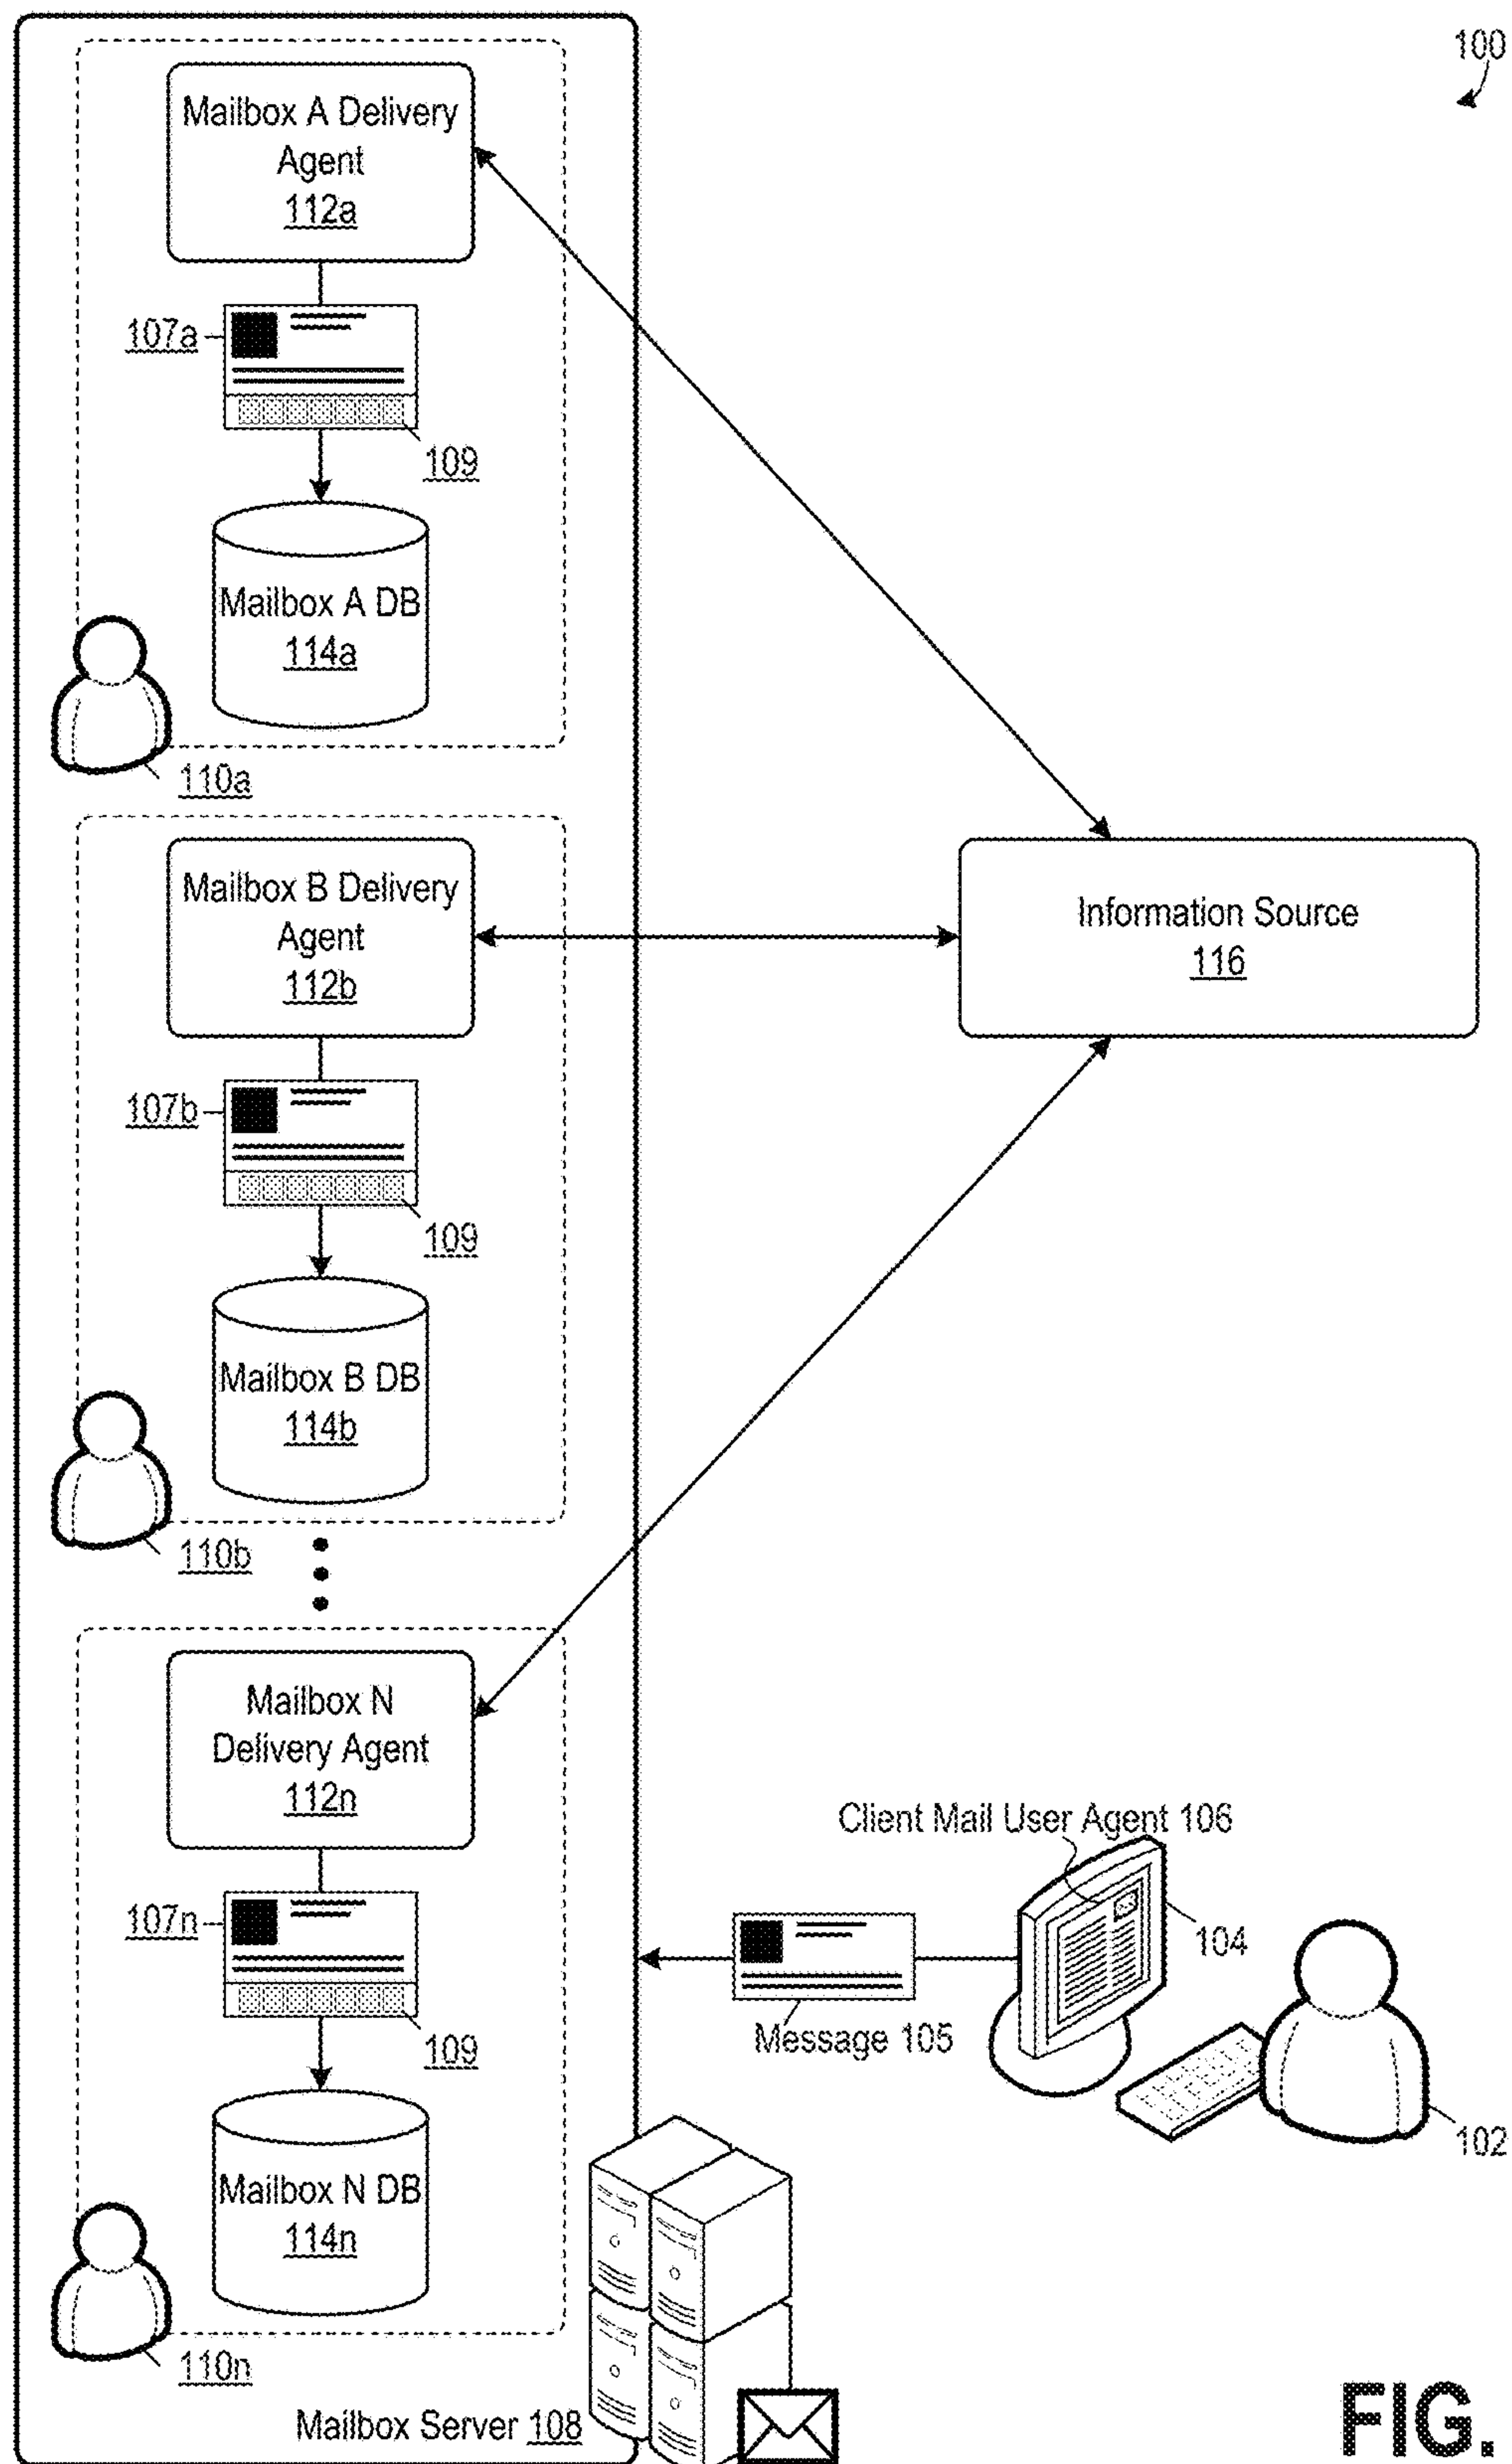 100
Mailbox A Delivery
Agent
112a
107a
109
Mailbox A DB
114a
110a
Mailbox B Delivery
Agent
112b
Information Source
116
107b
109
Mailbox B DB
114b
110b
Mailbox N
Delivery Agent
112n
Client Mail User Agent 106
107n
104
Message 105
109
102
Mailbox N DB
114n
110n
Mailbox Server 108
FIG.